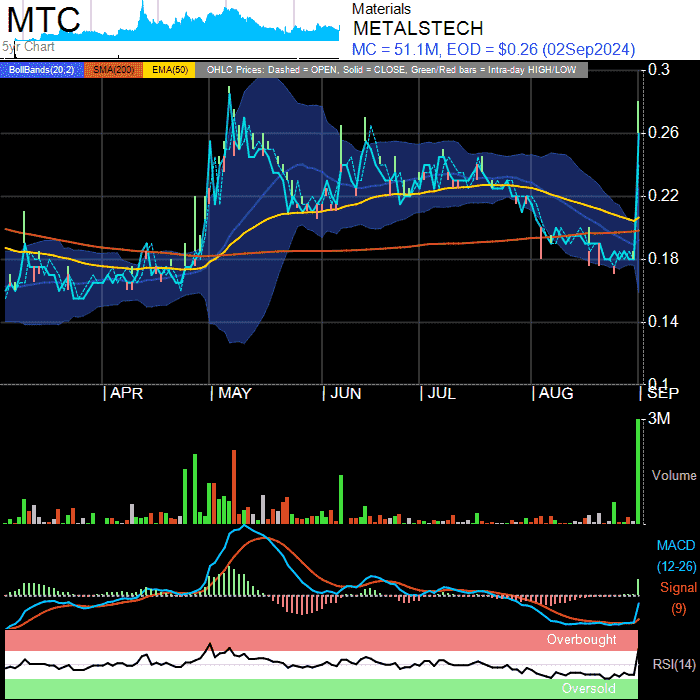 MTC
5yr Chart
Materials
METALSTECH
MC = 51.1M, EOD = $0.26 (02Sep2024)
BollBands(20,2) SMA(200) EMA(50) OHLC Prices: Dashed = OPEN, Solid = CLOSE, Green/Red bars = Intra-day HIGH/LOW
0.3
0.26
0.22
0.18
0.14
0.1
APR MAY JUN JUL AUG SEP
3M
Volume
MACD
(12-26)
Signal
(9)
Overbought
RSI(14)
Oversold